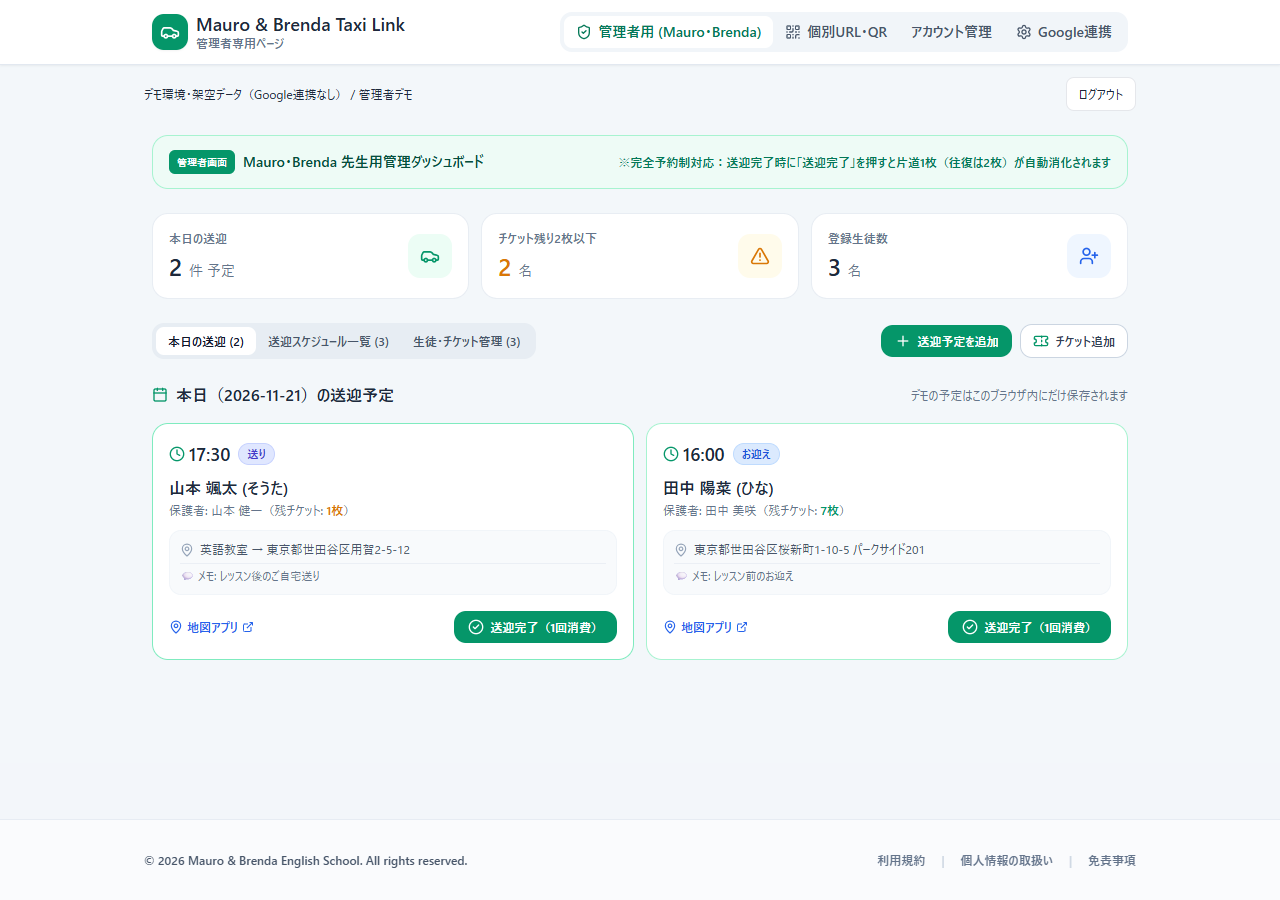 Mauro & Brenda Taxi Link
管理者専用ページ
管理者用 (Mauro・Brenda)
個別URL・QR
アカウント管理
Google連携
デモ環境・架空データ（Google連携なし） / 管理者デモ
ログアウト
管理者画面
Mauro・Brenda 先生用管理ダッシュボード
※完全予約制対応：送迎完了時に「送迎完了」を押すと片道1枚（往復は2枚）が自動消化されます
本日の送迎
2 件 予定
チケット残り2枚以下
2 名
登録生徒数
3 名
本日の送迎 (2)
送迎スケジュール一覧 (3)
生徒・チケット管理 (3)
送迎予定を追加
チケット追加
本日（2026-11-21）の送迎予定
デモの予定はこのブラウザ内にだけ保存されます
17:30 送り
山本 颯太 (そうた)
保護者: 山本 健一（残チケット: 1枚）
英語教室 → 東京都世田谷区用賀2-5-12
メモ: レッスン後のご自宅送り
地図アプリ
送迎完了（1回消費）
16:00 お迎え
田中 陽菜 (ひな)
保護者: 田中 美咲（残チケット: 7枚）
東京都世田谷区桜新町1-10-5 パークサイド201
メモ: レッスン前のお迎え
地図アプリ
送迎完了（1回消費）
© 2026 Mauro & Brenda English School. All rights reserved.
利用規約 | 個人情報の取扱い | 免責事項